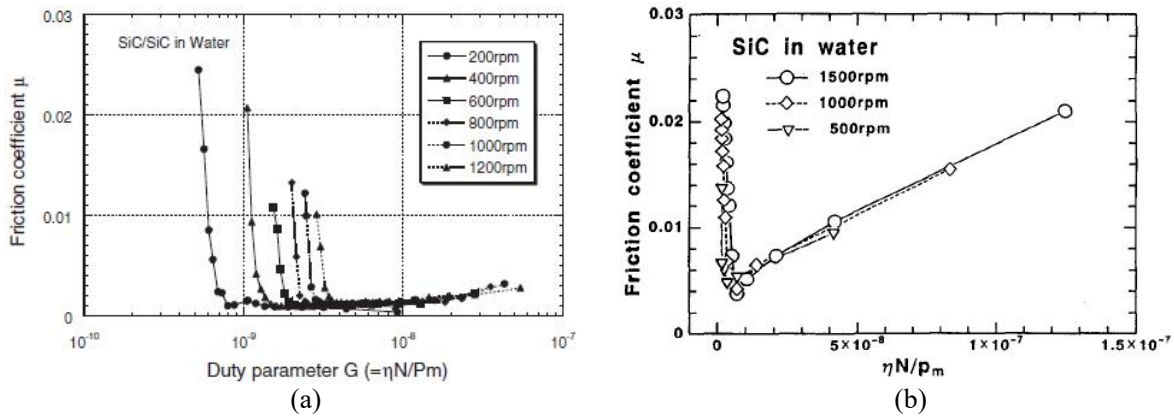 0.03
0.02
0.01
0
Friction coefficient μ
SiC/SiC in Water
200rpm
400rpm
600rpm
800rpm
1000rpm
1200rpm
10⁻¹⁰
10⁻⁹
10⁻⁸
10⁻⁷
Duty parameter G (=ηN/Pm)
(a)
b
0.03
0.02
0.01
0
Friction coefficient μ
SiC in water
1500rpm
1000rpm
500rpm
0
5×10⁻⁸
1×10⁻⁷
1.5×10⁻⁷
ηN/pₘ
(b)